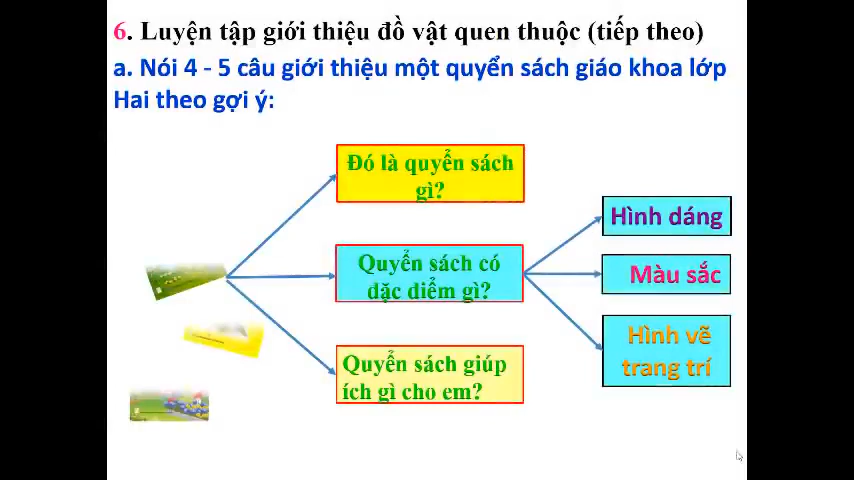 6. Luyện tập giới thiệu đồ vật quen thuộc (tiếp theo)
a. Nói 4 - 5 câu giới thiệu một quyển sách giáo khoa lớp
Hai theo gợi ý:
Đó là quyển sách
gì?
Quyển sách có
đặc điểm gì?
Hình dáng
Màu sắc
Hình vẽ
trang trí
Quyển sách giúp
ích gì cho em?